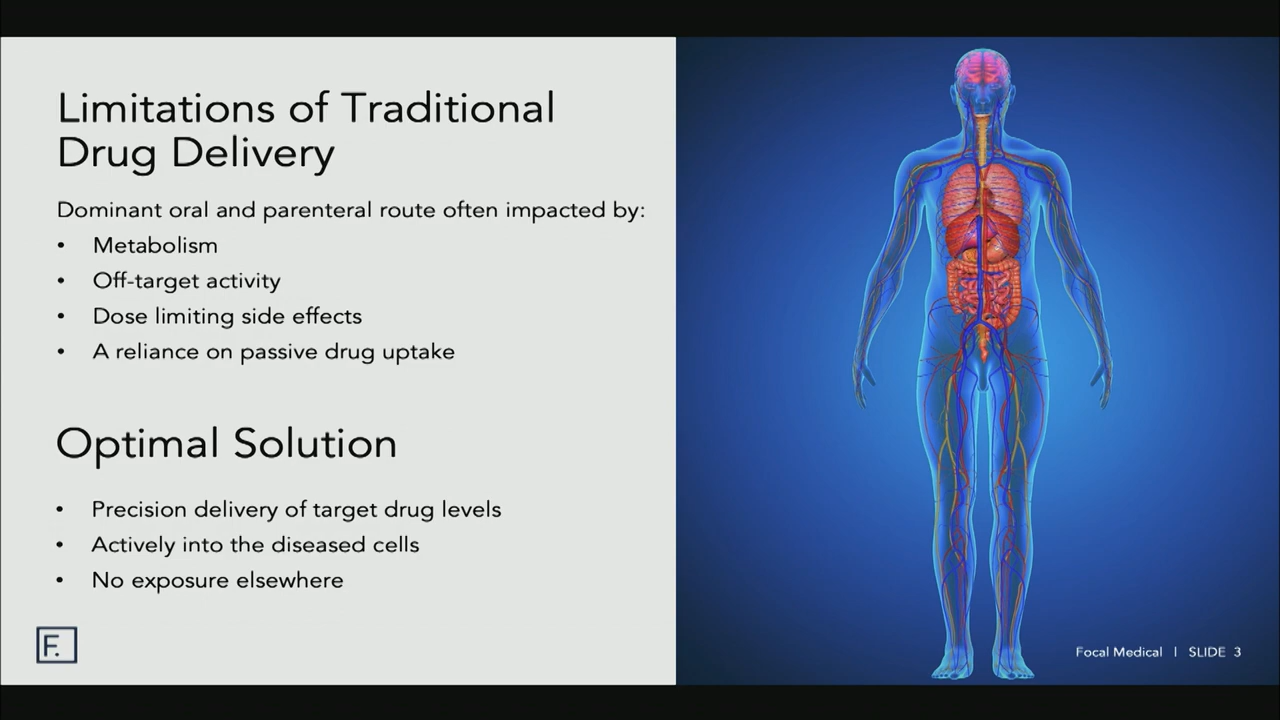 Limitations of Traditional
Drug Delivery
Dominant oral and parenteral route often impacted by:
• Metabolism
• Off-target activity
• Dose limiting side effects
• A reliance on passive drug uptake
Optimal Solution
• Precision delivery of target drug levels
• Actively into the diseased cells
• No exposure elsewhere
F.
Focal Medical | SLIDE 3